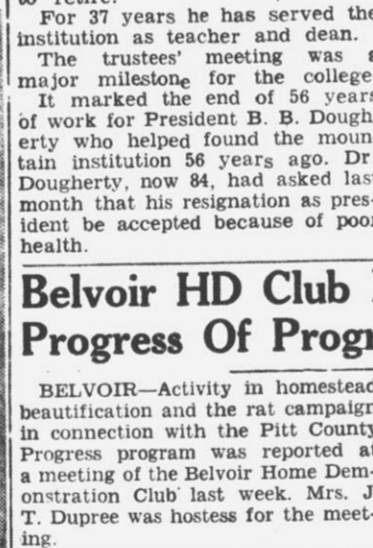 to retire.
For 37 years he has served the
institution as teacher and dean.
The trustees' meeting was a
major milestone for the college
It marked the end of 56 years
of work for President B. B. Dough
erty who helped found the moun
tain institution 56 years ago. Dr
Dougherty, now 84, had asked last
month that his resignation as pres-
ident be accepted because of poor
health.
Belvoir HD Club
Progress Of Progr
BELVOIR—Activity in homestead
beautification and the rat campaign
in connection with the Pitt County
Progress program was reported at
a meeting of the Belvoir Home Dem-
onstration Club last week. Mrs. J
T. Dupree was hostess for the meet-
ing.